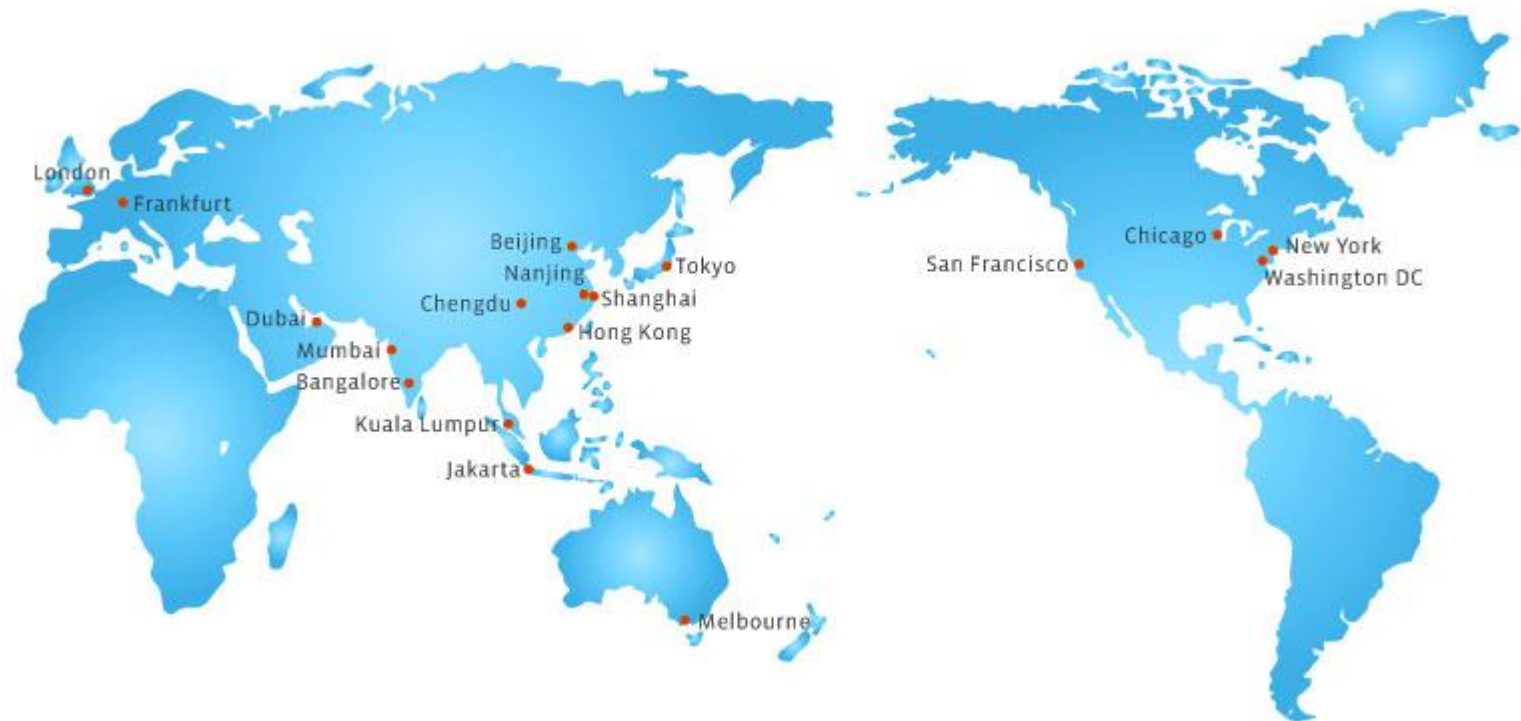 London
Frankfurt
Beijing
Chicago
New York
Nanjing
Tokyo
San Francisco
Washington DC
Chengdu
Shanghai
Dubai
Hong Kong
Mumbai
Bangalore
Kuala Lumpur
Jakarta
Melbourne